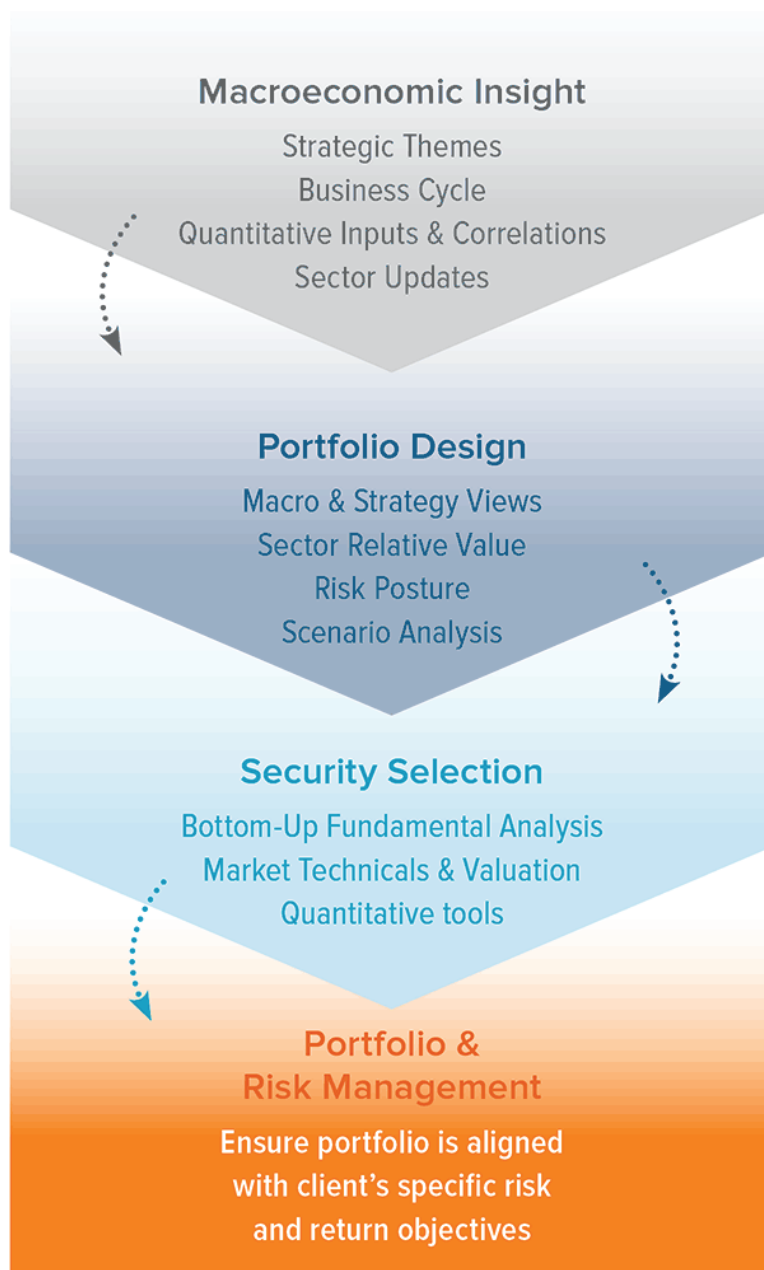 Macroeconomic Insight
Strategic Themes
Business Cycle
Quantitative Inputs & Correlations
Sector Updates
Portfolio Design
Macro & Strategy Views
Sector Relative Value
Risk Posture
Scenario Analysis
Security Selection
Bottom-Up Fundamental Analysis
Market Technicals & Valuation
Quantitative tools
Portfolio &
Risk Management
Ensure portfolio is aligned
with client's specific risk
and return objectives